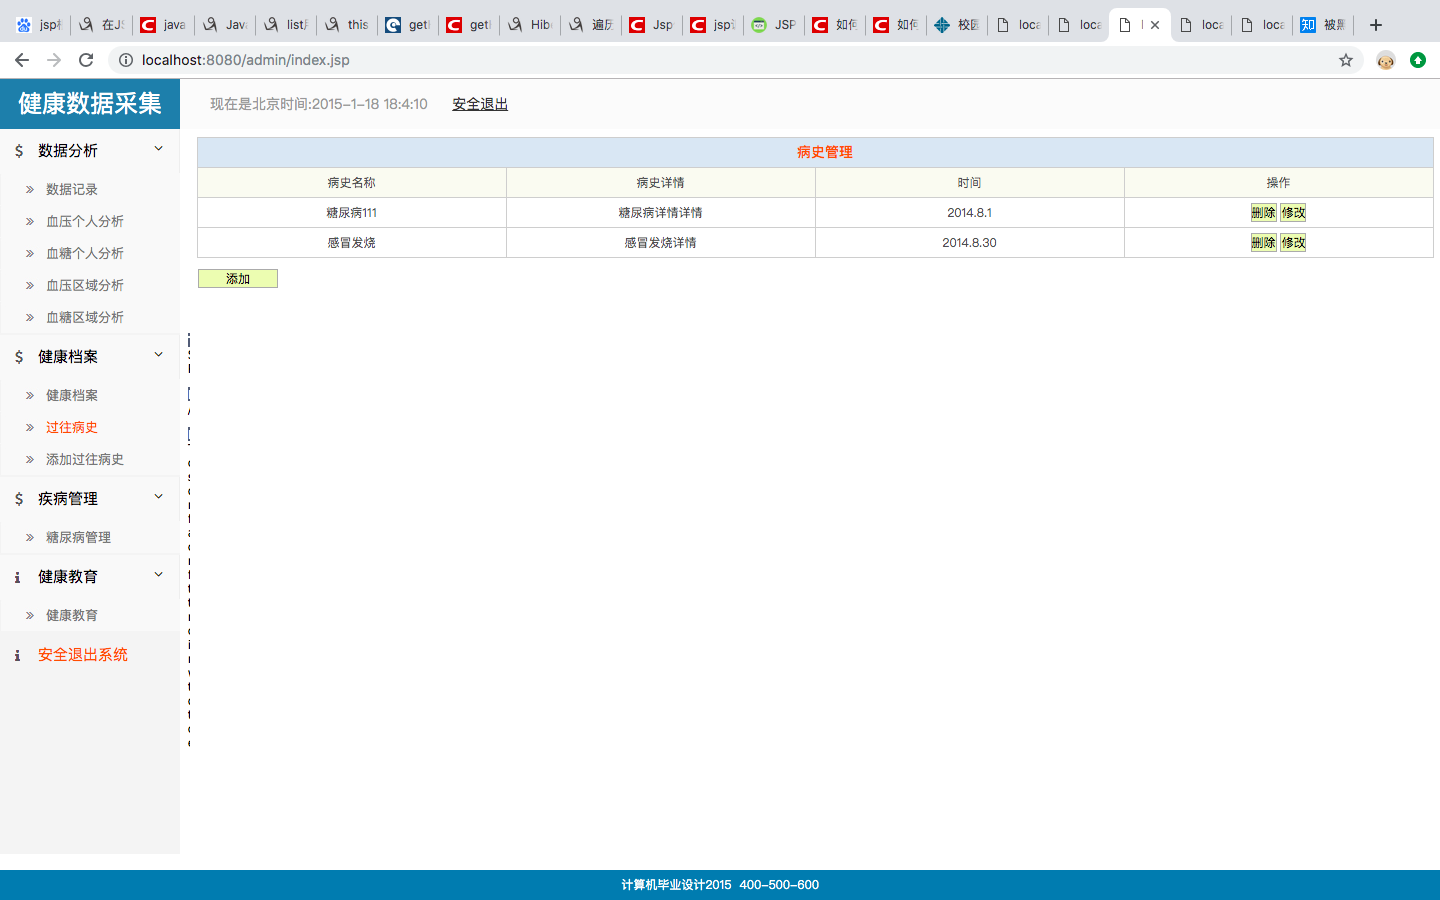 jsp 在JS java Java list this get get Hibe 遍历 Jsp jsp JSP 如何 如何 校园 loca loca loca loca 被黑
localhost:8080/admin/index.jsp
健康数据采集
现在是北京时间:2015-1-18 18:4:10 安全退出
数据分析
数据记录
血压个人分析
血糖个人分析
血压区域分析
血糖区域分析
健康档案
健康档案
过往病史
添加过往病史
疾病管理
糖尿病管理
健康教育
健康教育
安全退出系统
病史管理
病史名称 病史详情 时间 操作
糖尿病111 糖尿病详情详情 2014.8.1 删除 修改
感冒发烧 感冒发烧详情 2014.8.30 删除 修改
添加
计算机毕业设计2015 400-500-600